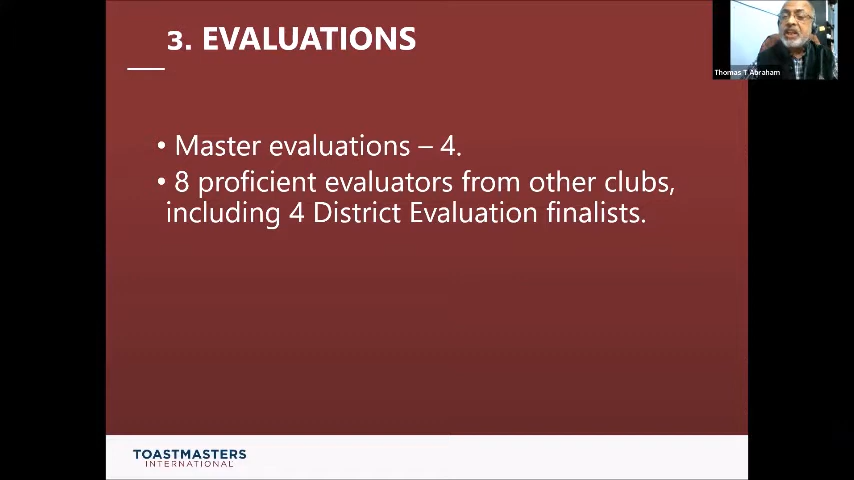 3. EVALUATIONS
Thomas T Abraham
• Master evaluations – 4.
• 8 proficient evaluators from other clubs,
including 4 District Evaluation finalists.
TOASTMASTERS
INTERNATIONAL